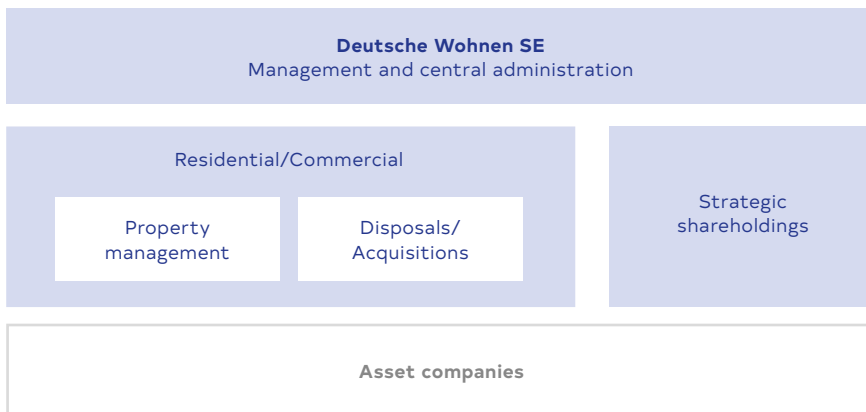 Deutsche Wohnen SE
Management and central administration
Residential/Commercial
Property
management
Disposals/
Acquisitions
Strategic
shareholdings
Asset companies